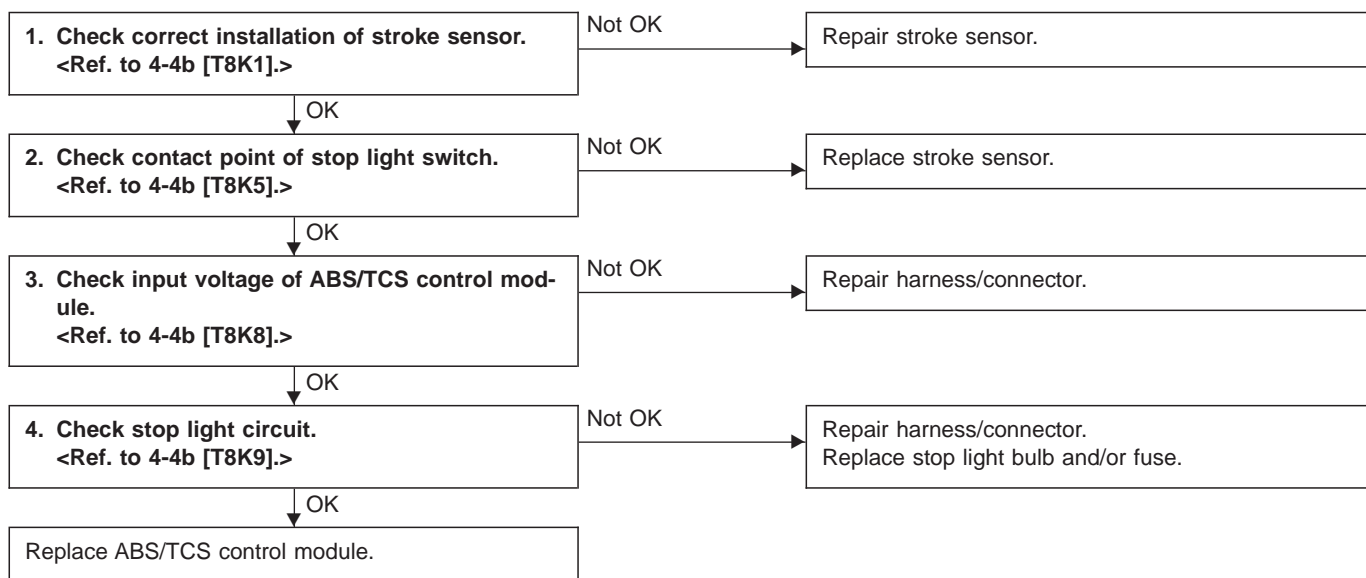 1. Check correct installation of stroke sensor.
<Ref. to 4-4b [T8K1].>
Not OK
Repair stroke sensor.
OK
2. Check contact point of stop light switch.
<Ref. to 4-4b [T8K5].>
Not OK
Replace stroke sensor.
OK
3. Check input voltage of ABS/TCS control mod-
ule.
<Ref. to 4-4b [T8K8].>
Not OK
Repair harness/connector.
OK
4. Check stop light circuit.
<Ref. to 4-4b [T8K9].>
Not OK
Repair harness/connector.
Replace stop light bulb and/or fuse.
OK
Replace ABS/TCS control module.